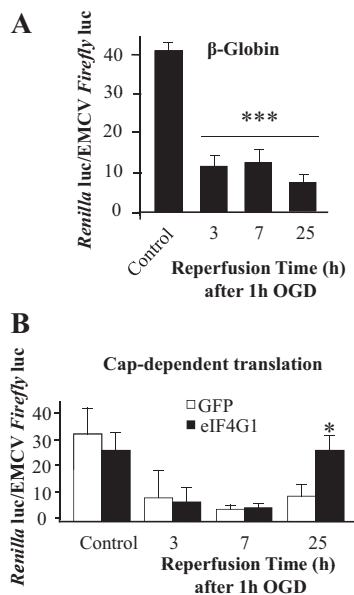 A
β-Globin
Renilla luc/EMCV Firefly luc
40
30
20
10
0
***
Control
3
7
25
Reperfusion Time (h)
after 1h OGD
B
Cap-dependent translation
Renilla luc/EMCV Firefly luc
40
30
20
10
0
GFP
eIF4G1
*
Control
3
7
25
Reperfusion Time (h)
after 1h OGD